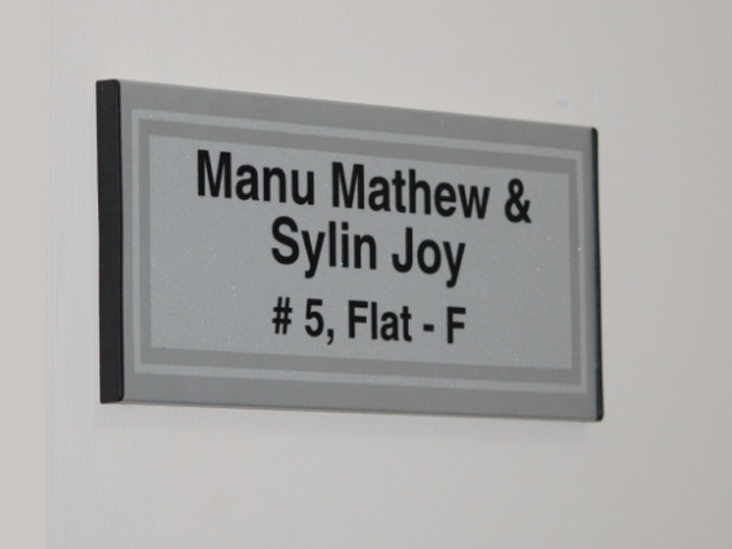 Manu Mathew &
Sylin Joy
# 5, Flat - F